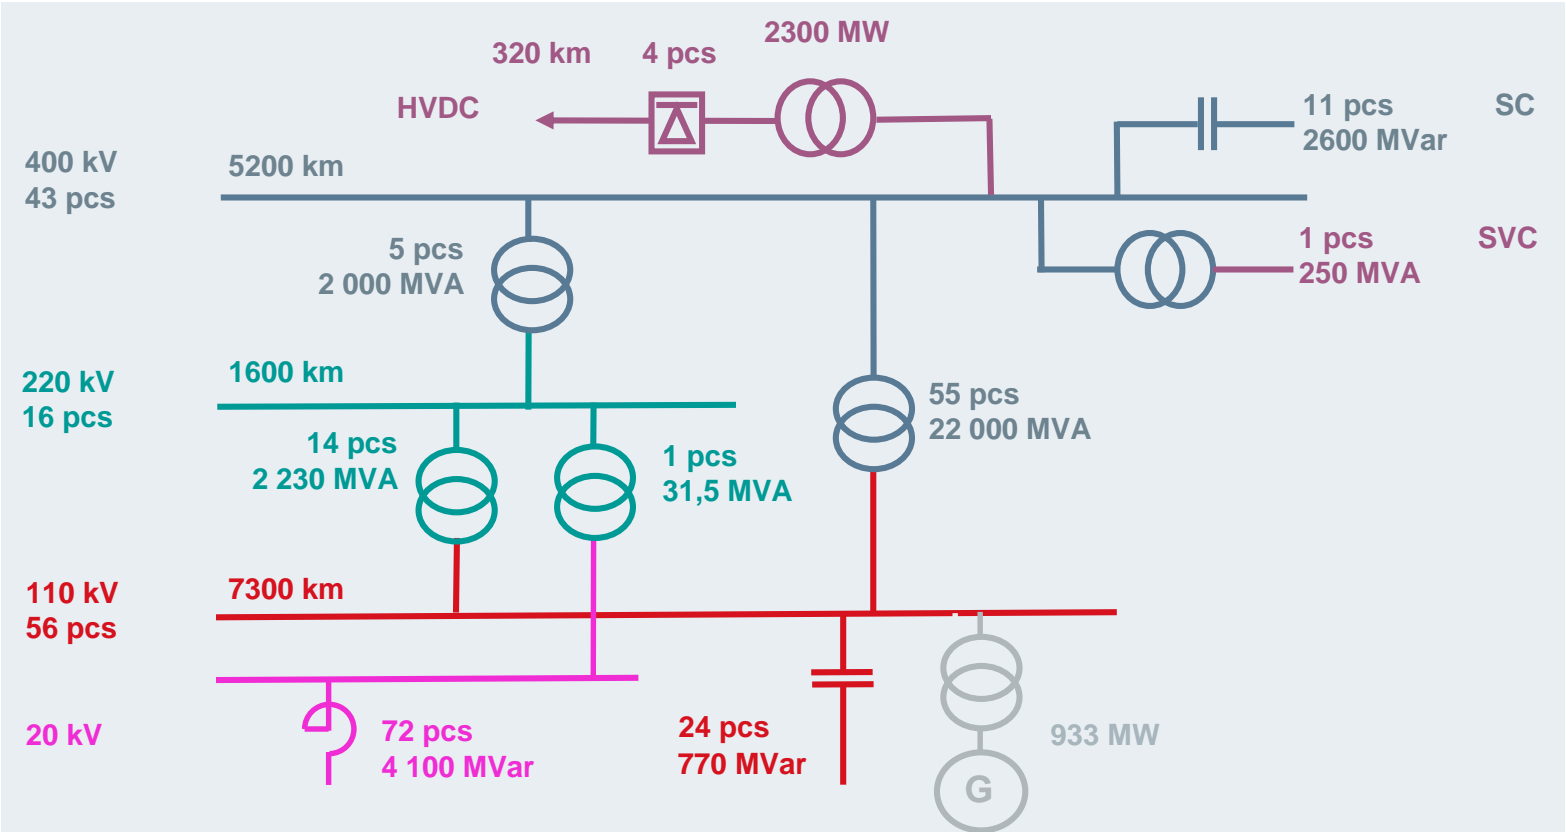 2300 MW
320 km
4 pcs
HVDC
11 pcs
2600 MVar
SC
400 kV
43 pcs
5200 km
5 pcs
2 000 MVA
1 pcs
250 MVA
SVC
220 kV
16 pcs
1600 km
55 pcs
22 000 MVA
14 pcs
2 230 MVA
1 pcs
31,5 MVA
110 kV
56 pcs
7300 km
20 kV
72 pcs
4 100 MVar
24 pcs
770 MVar
933 MW
G